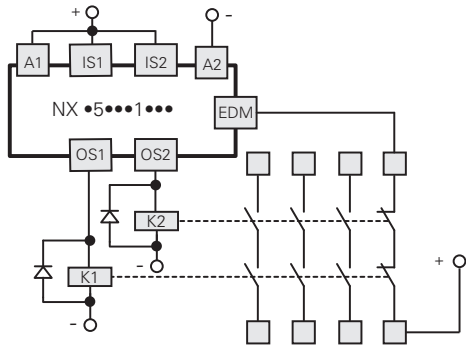 + -
A1 IS1 IS2 A2
NX •5•••1•••
EDM
OS1 OS2
K2
-
+
K1
-